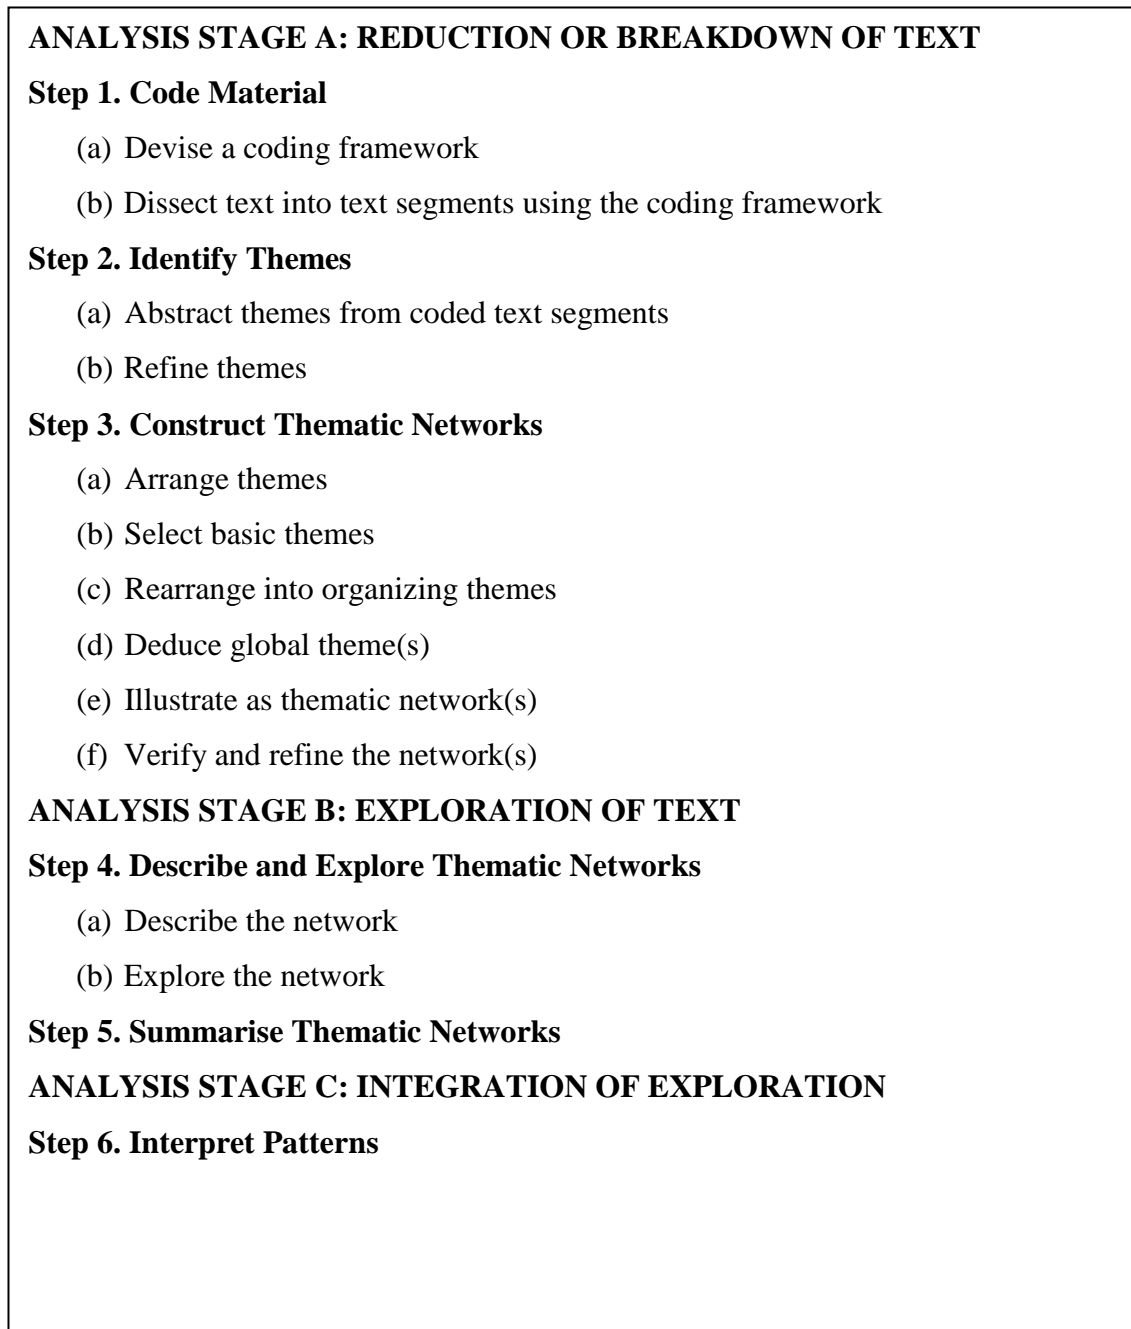 ANALYSIS STAGE A: REDUCTION OR BREAKDOWN OF TEXT
Step 1. Code Material
(a) Devise a coding framework
(b) Dissect text into text segments using the coding framework
Step 2. Identify Themes
(a) Abstract themes from coded text segments
(b) Refine themes
Step 3. Construct Thematic Networks
(a) Arrange themes
(b) Select basic themes
(c) Rearrange into organizing themes
(d) Deduce global theme(s)
(e) Illustrate as thematic network(s)
(f) Verify and refine the network(s)
ANALYSIS STAGE B: EXPLORATION OF TEXT
Step 4. Describe and Explore Thematic Networks
(a) Describe the network
(b) Explore the network
Step 5. Summarise Thematic Networks
ANALYSIS STAGE C: INTEGRATION OF EXPLORATION
Step 6. Interpret Patterns